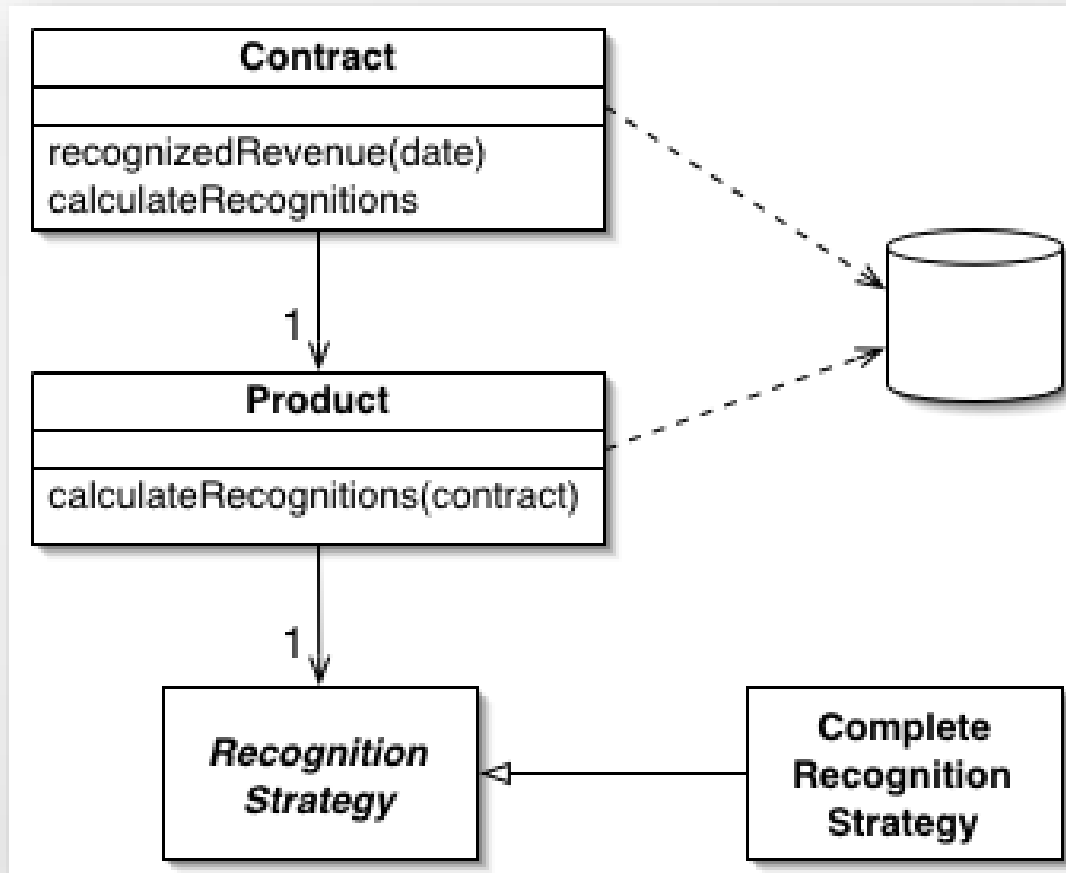 Contract
recognizedRevenue(date)
calculateRecognitions
1
Product
calculateRecognitions(contract)
1
Recognition
Strategy
Complete
Recognition
Strategy